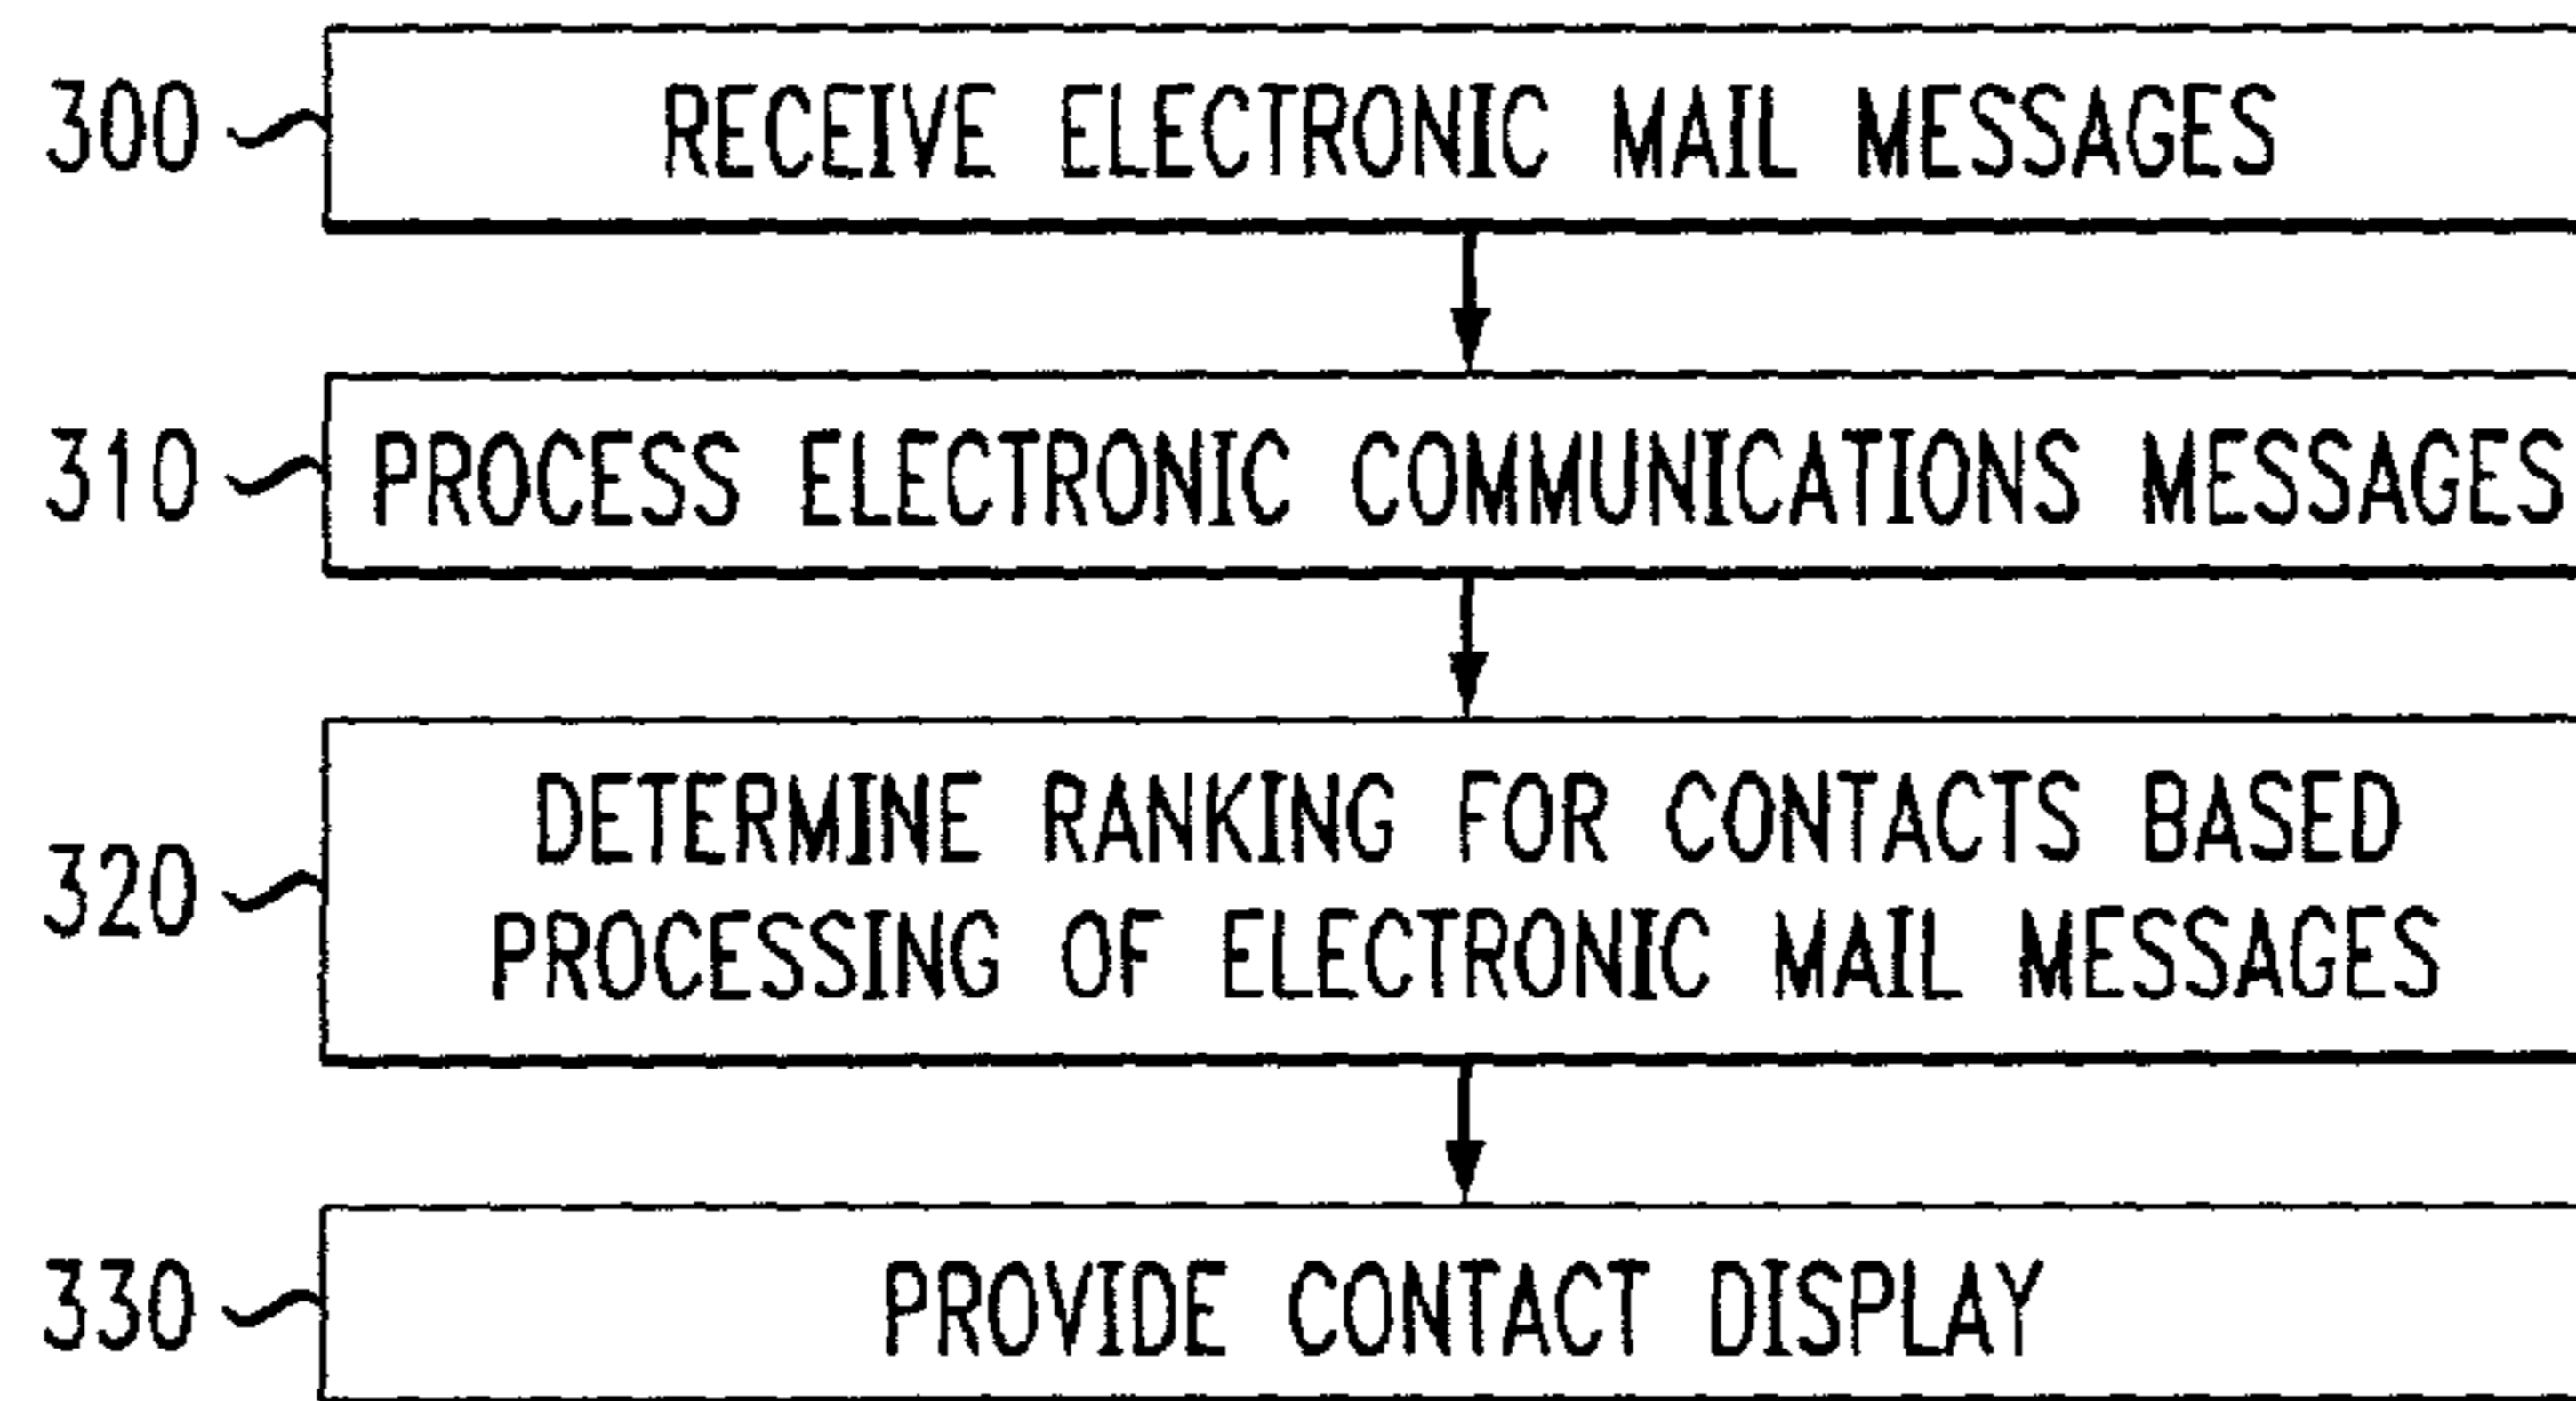 300 RECEIVE ELECTRONIC MAIL MESSAGES
310 PROCESS ELECTRONIC COMMUNICATIONS MESSAGES
320 DETERMINE RANKING FOR CONTACTS BASED
PROCESSING OF ELECTRONIC MAIL MESSAGES
330 PROVIDE CONTACT DISPLAY